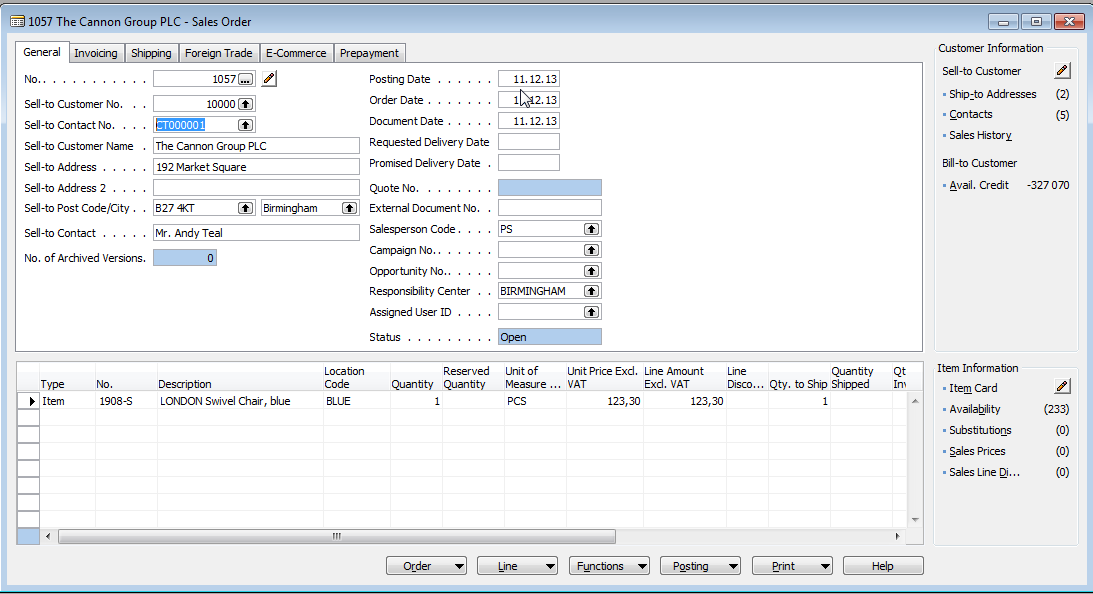 1057 The Cannon Group PLC - Sales Order
General Invoicing Shipping Foreign Trade E-Commerce Prepayment
No. . . . . . . . . . . . 1057 ...
Sell-to Customer No. . . . 10000
Sell-to Contact No. . . . . CT000001
Sell-to Customer Name . The Cannon Group PLC
Sell-to Address . . . . . . 192 Market Square
Sell-to Address 2 . . . . .
Sell-to Post Code/City . . B27 4KT Birmingham
Sell-to Contact . . . . . . Mr. Andy Teal
No. of Archived Versions. 0
Posting Date . . . . . . 11.12.13
Order Date . . . . . . . 1 .12.13
Document Date . . . . . 11.12.13
Requested Delivery Date
Promised Delivery Date .
Quote No. . . . . . . . .
External Document No. .
Salesperson Code . . . . PS
Campaign No. . . . . . .
Opportunity No. . . . . .
Responsibility Center . . BIRMINGHAM
Assigned User ID . . . .
Status . . . . . . . . . Open
Customer Information
Sell-to Customer
Ship-to Addresses (2)
Contacts (5)
Sales History
Bill-to Customer
Avail. Credit -327 070
Type No. Description Location Code Quantity Reserved Quantity Unit of Measure ... Unit Price Excl. VAT Line Amount Excl. VAT Line Disco... Qty. to Ship Quantity Shipped Qt Inv
Item 1908-S LONDON Swivel Chair, blue BLUE 1 PCS 123,30 123,30 1
Item Information
Item Card
Availability (233)
Substitutions (0)
Sales Prices (0)
Sales Line Di... (0)
Order Line Functions Posting Print Help